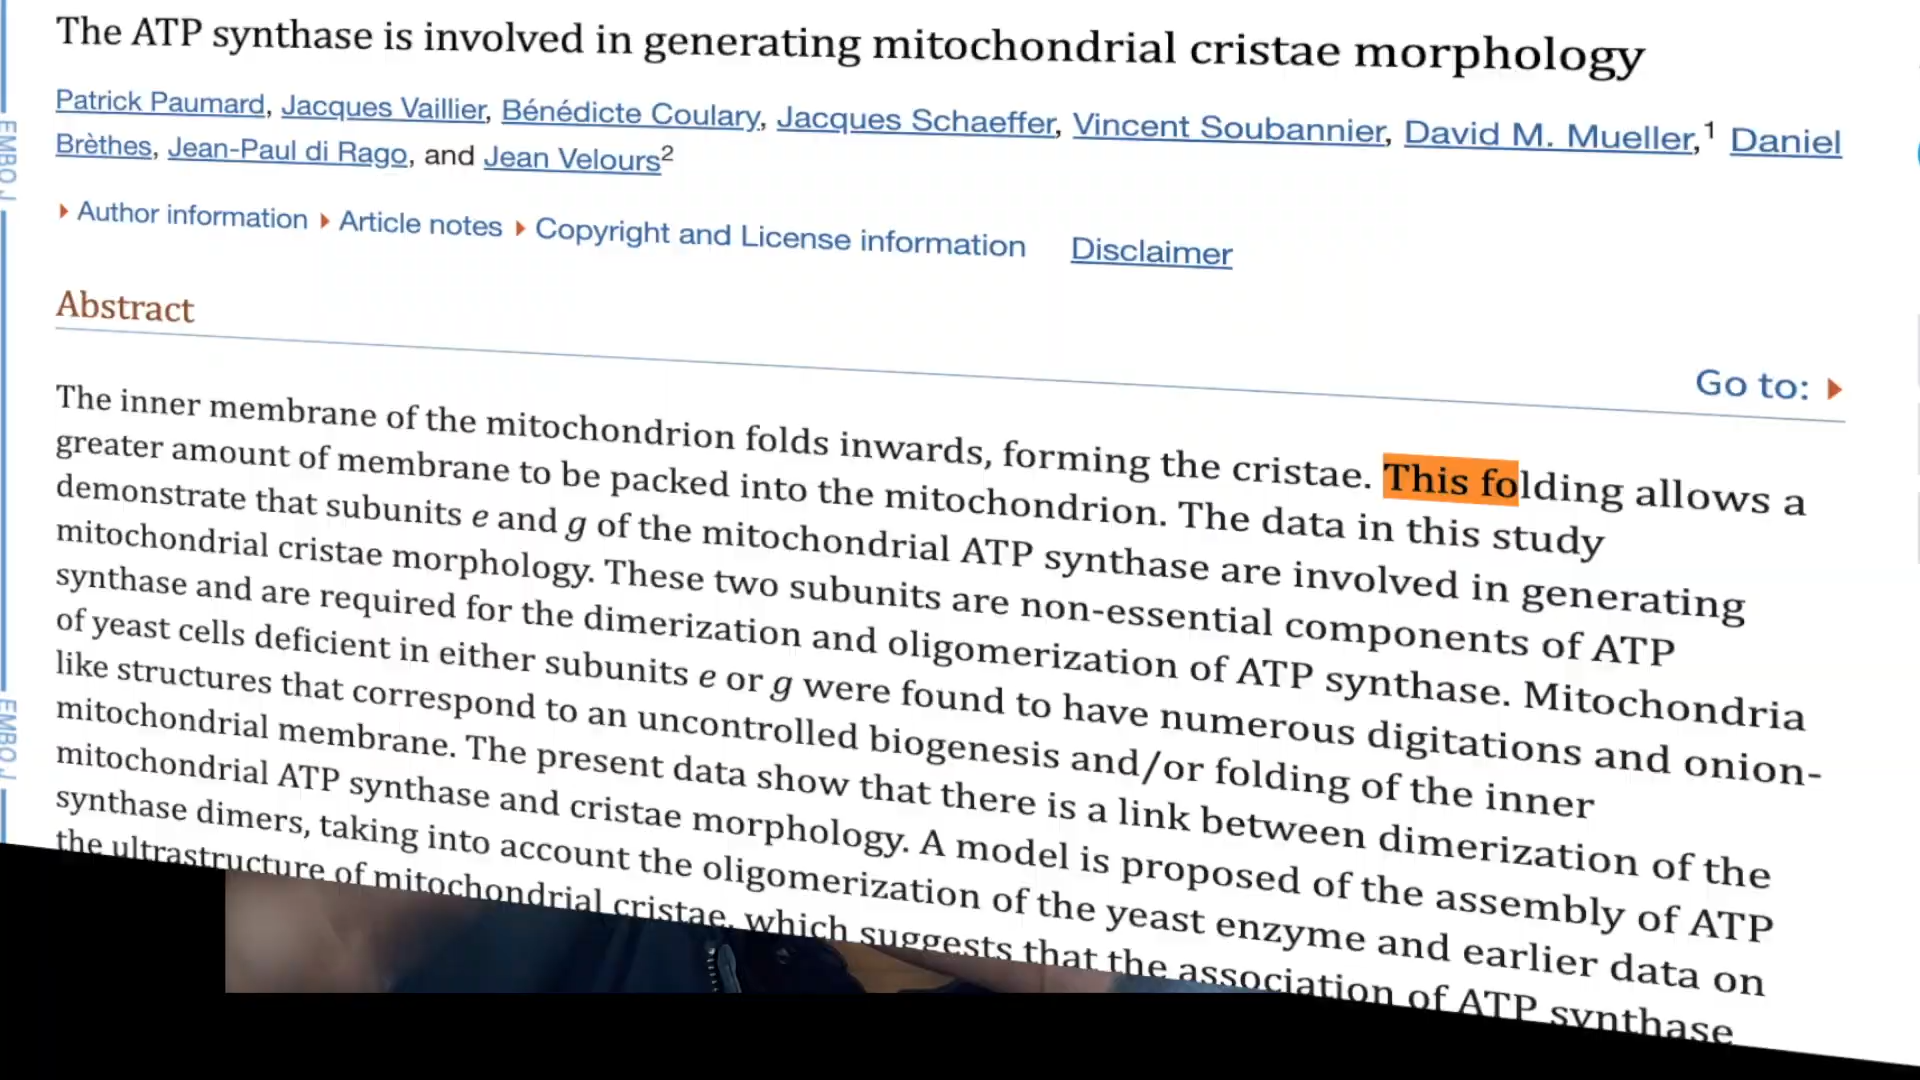 The ATP synthase is involved in generating mitochondrial cristae morphology
Patrick Paumard, Jacques Vaillier, Bénédicte Coulary, Jacques Schaeffer, Vincent Soubannier, David M. Mueller,1 Daniel
Brèthes, Jean-Paul di Rago, and Jean Velours2
Author information Article notes Copyright and License information Disclaimer
Abstract
Go to:
The inner membrane of the mitochondrion folds inwards, forming the cristae. This folding allows a
greater amount of membrane to be packed into the mitochondrion. The data in this study
demonstrate that subunits e and g of the mitochondrial ATP synthase are involved in generating
mitochondrial cristae morphology. These two subunits are non-essential components of ATP
synthase and are required for the dimerization and oligomerization of ATP synthase. Mitochondria
of yeast cells deficient in either subunits e or g were found to have numerous digitations and onion-
like structures that correspond to an uncontrolled biogenesis and/or folding of the inner
mitochondrial membrane. The present data show that there is a link between dimerization of the
mitochondrial ATP synthase and cristae morphology. A model is proposed of the assembly of ATP
synthase dimers, taking into account the oligomerization of the yeast enzyme and earlier data on
the ultrastructure of mitochondrial cristae, which suggests that the association of ATP synthase
EMBO J
EMBO J